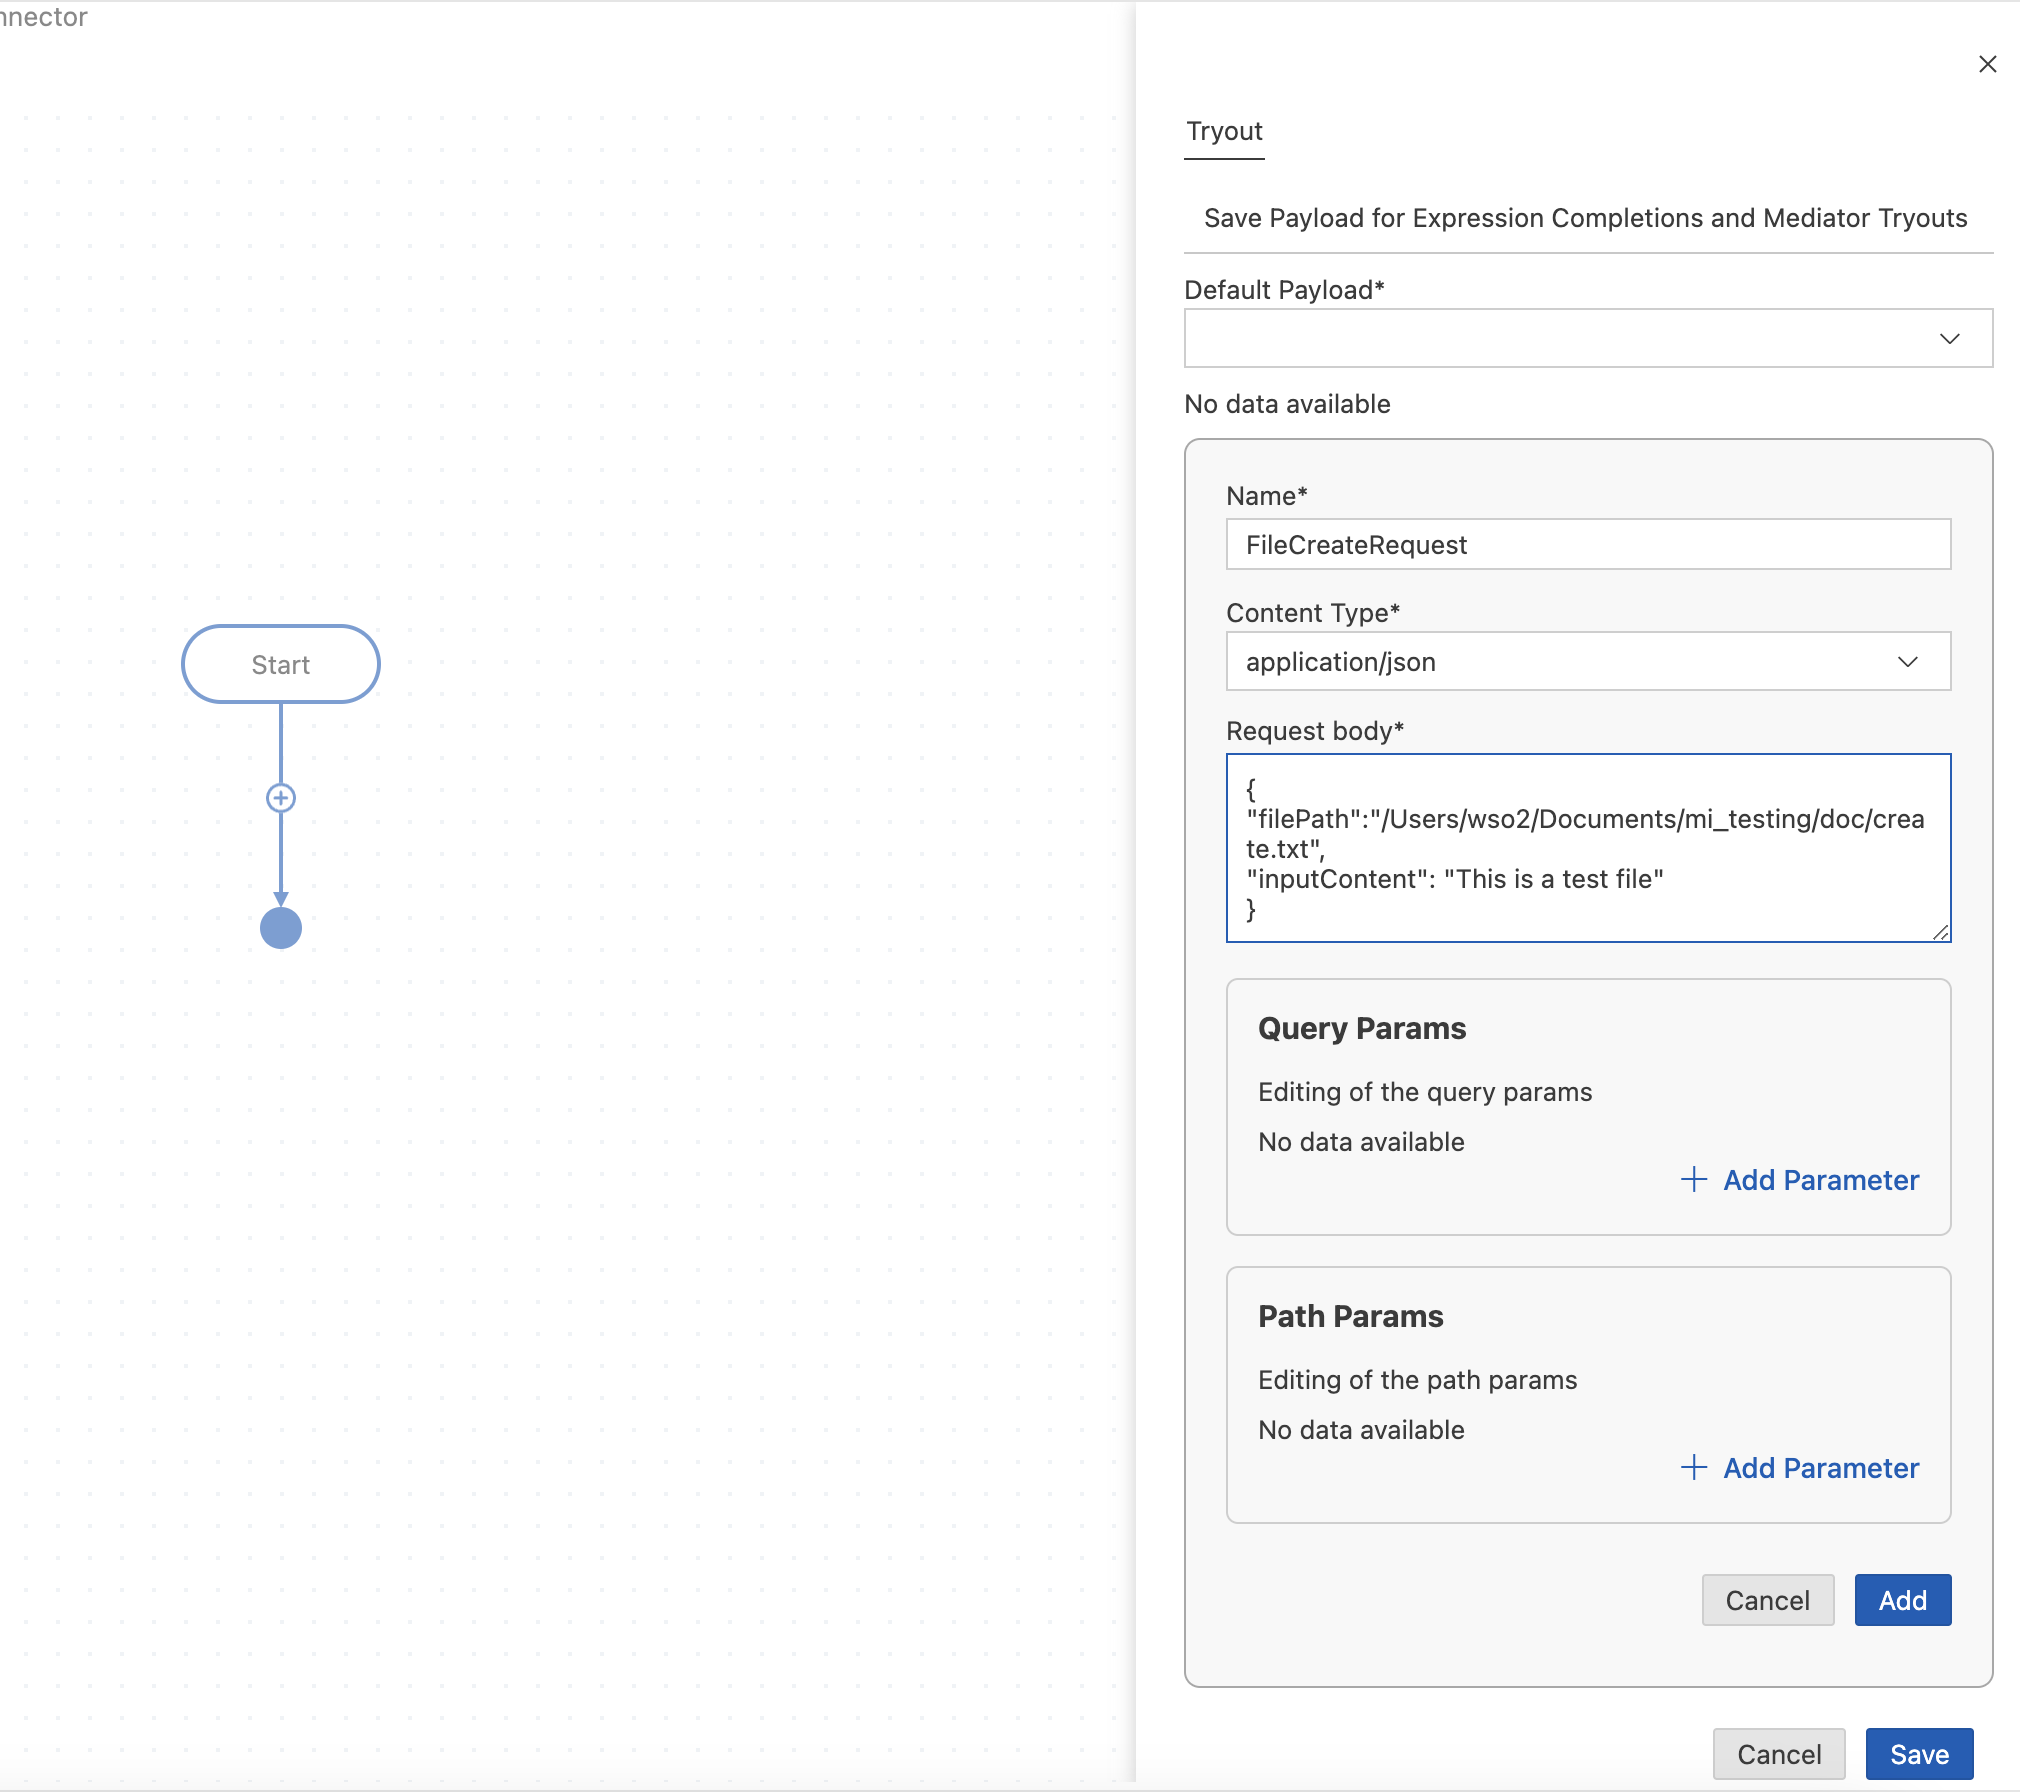 Tryout
Save Payload for Expression Completions and Mediator Tryouts
Default Payload*
No data available
Name*
FileCreateRequest
Content Type*
application/json
Request body*
{
"filePath":"/Users/wso2/Documents/mi_testing/doc/crea
te.txt",
"inputContent": "This is a test file"
}
Query Params
Editing of the query params
No data available
Add Parameter
Path Params
Editing of the path params
No data available
Add Parameter
Cancel
Add
Cancel
Save
Start